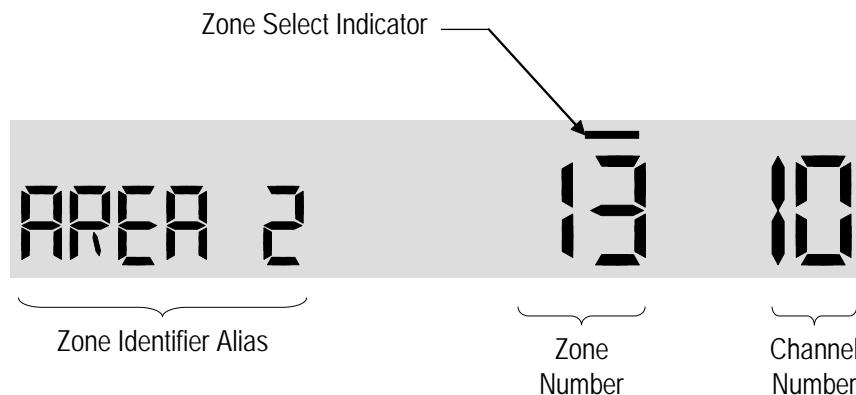 Zone Select Indicator
AREA 2 13 10
Zone Identifier Alias
Zone Number
Channel Number